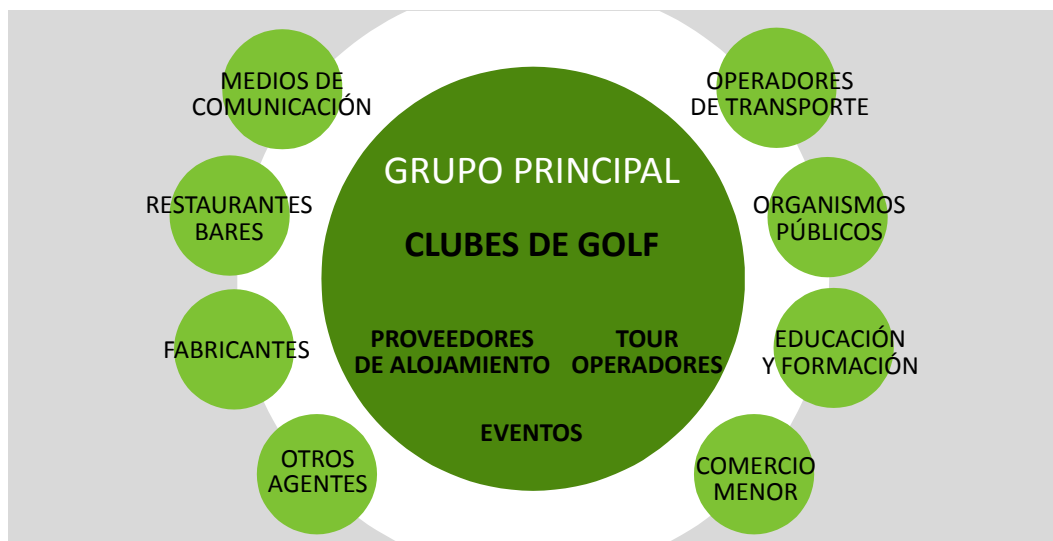 MEDIOS DE
COMUNICACIÓN
OPERADORES
DE TRANSPORTE
GRUPO PRINCIPAL
CLUBES DE GOLF
RESTAURANTES
BARES
ORGANISMOS
PÚBLICOS
FABRICANTES
PROVEEDORES
DE ALOJAMIENTO
TOUR
OPERADORES
EDUCACIÓN
Y FORMACIÓN
EVENTOS
OTROS
AGENTES
COMERCIO
MENOR